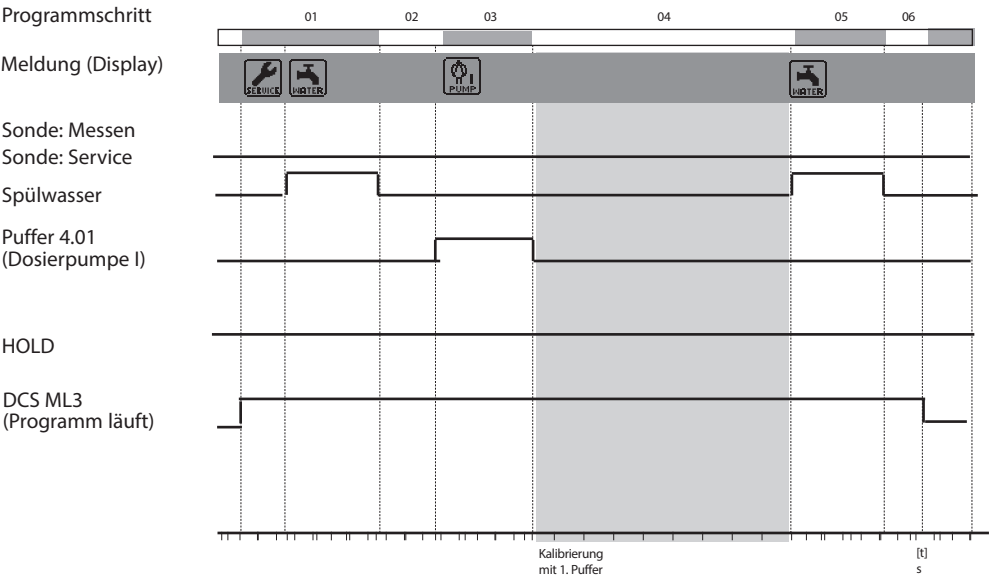 Programmschritt
01 02 03 04 05 06
Meldung (Display)
SERVICE WATER PUMP WATER
Sonde: Messen
Sonde: Service
Spülwasser
Puffer 4.01
(Dosierpumpe I)
HOLD
DCS ML3
(Programm läuft)
Kalibrierung
mit 1. Puffer
[t]
s